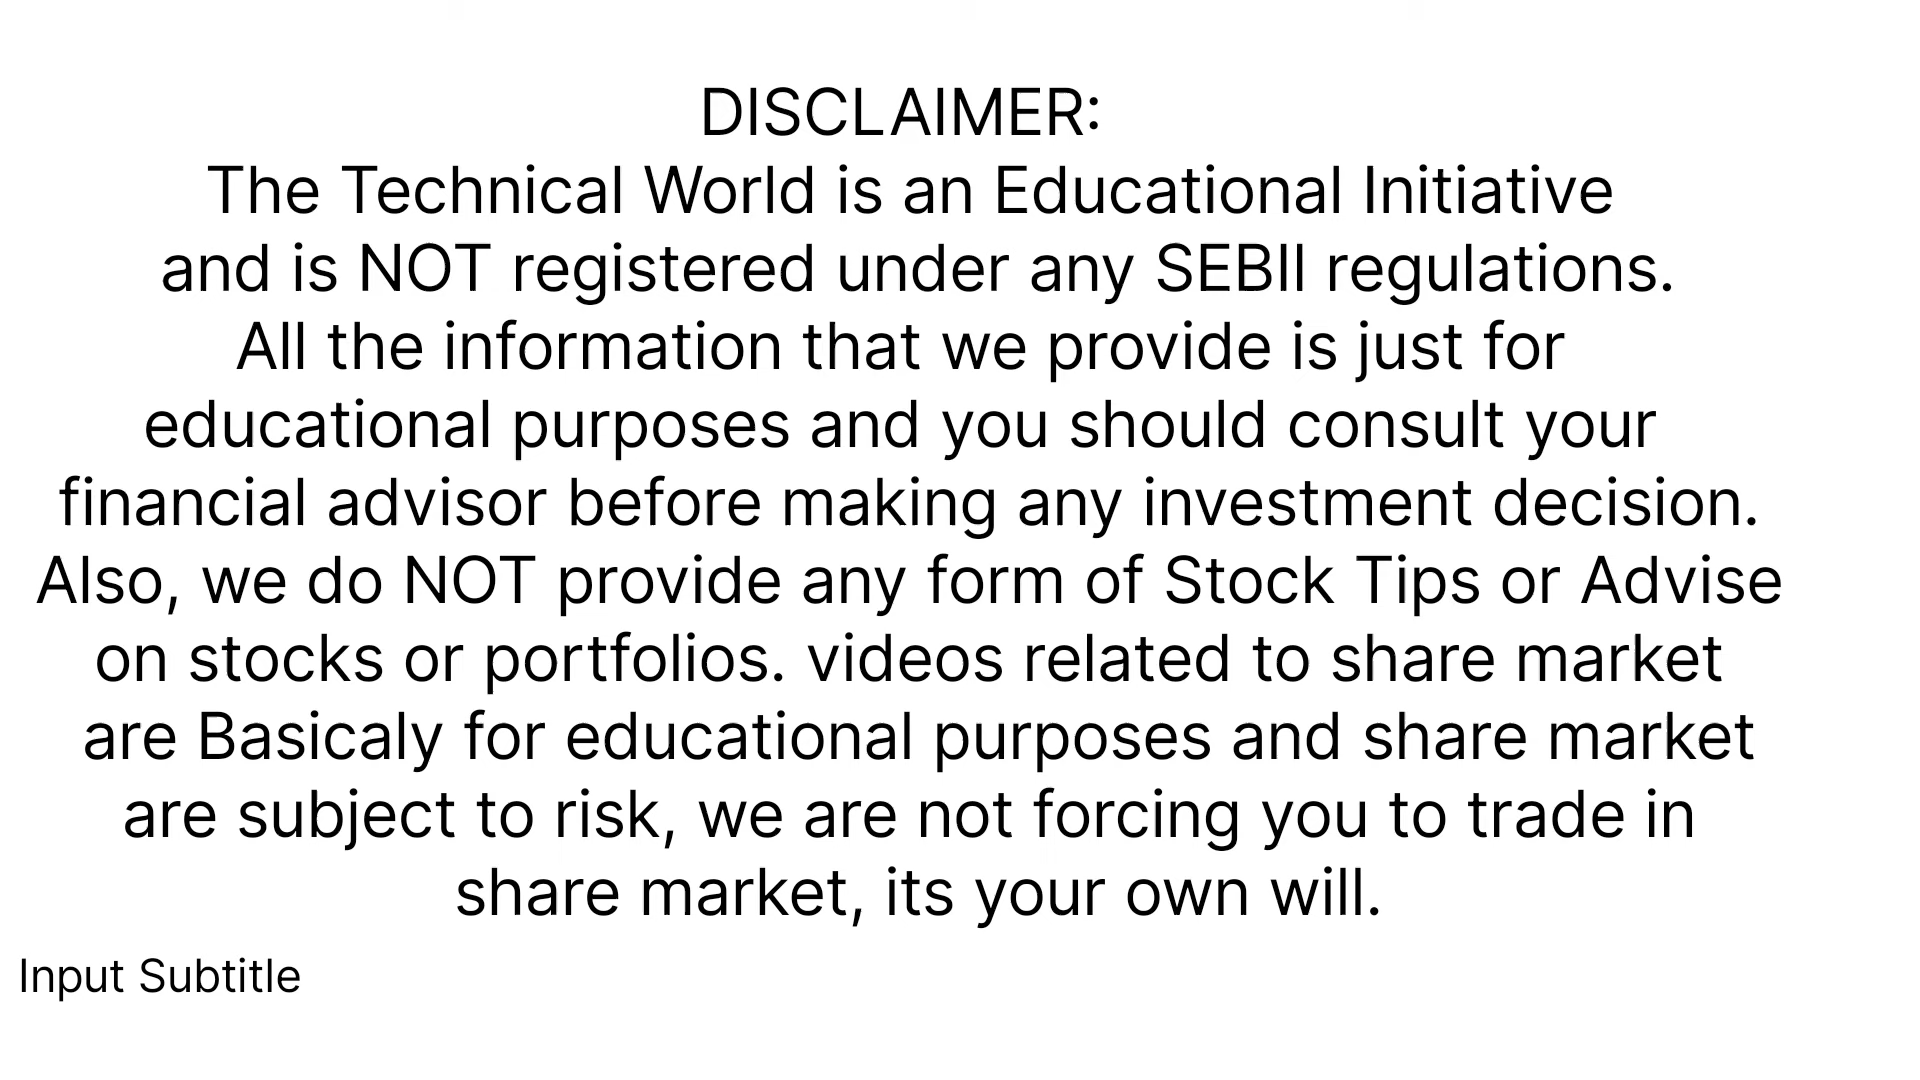 DISCLAIMER:
The Technical World is an Educational Initiative
and is NOT registered under any SEBII regulations.
All the information that we provide is just for
educational purposes and you should consult your
financial advisor before making any investment decision.
Also, we do NOT provide any form of Stock Tips or Advise
on stocks or portfolios. videos related to share market
are Basicaly for educational purposes and share market
are subject to risk, we are not forcing you to trade in
share market, its your own will.
Input Subtitle